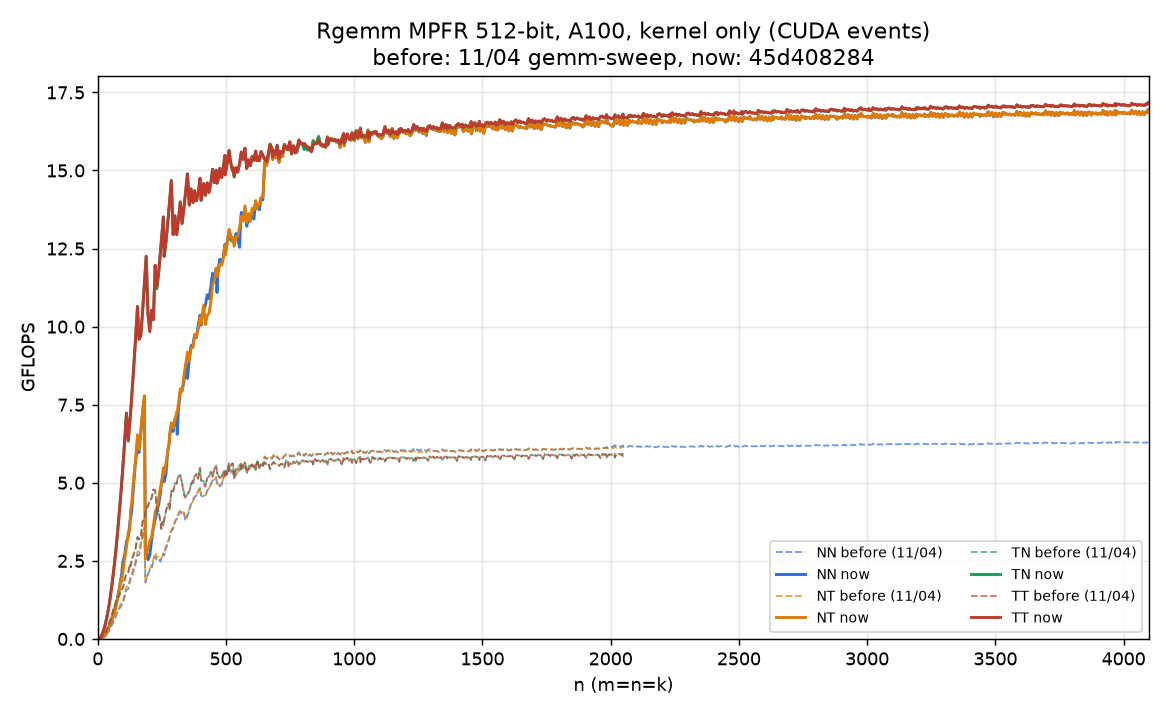 Rgemm MPFR 512-bit, A100, kernel only (CUDA events)
before: 11/04 gemm-sweep, now: 45d408284
GFLOPS
17.5
15.0
12.5
10.0
7.5
5.0
2.5
0.0
0 500 1000 1500 2000 2500 3000 3500 4000
n (m=n=k)
NN before (11/04)
NN now
NT before (11/04)
NT now
TN before (11/04)
TN now
TT before (11/04)
TT now